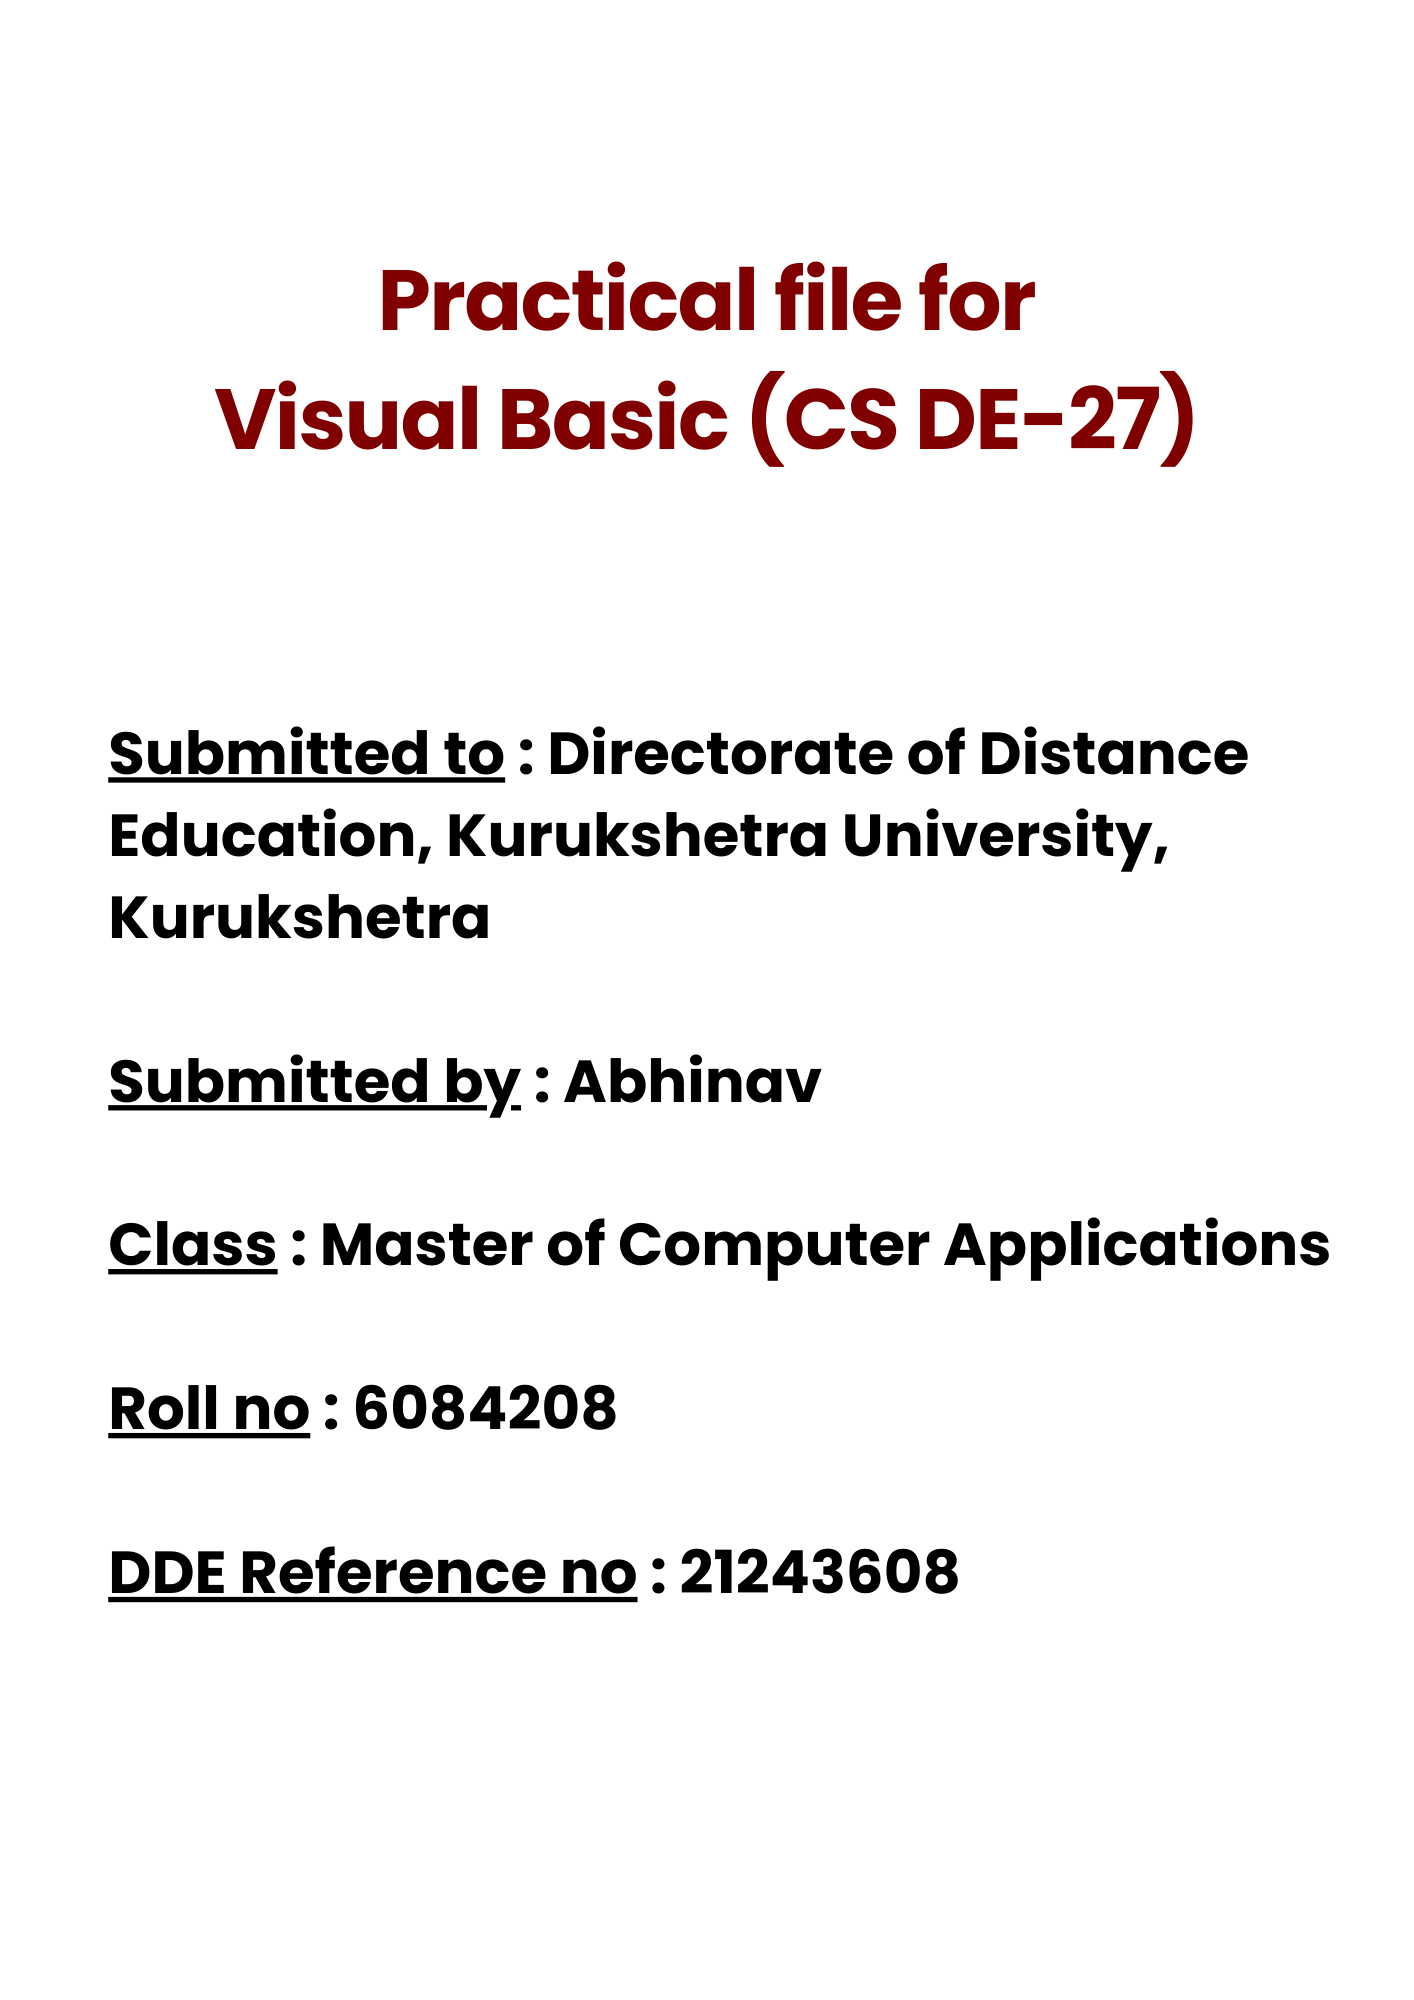 Practical file for
Visual Basic (CS DE-27)
Submitted to : Directorate of Distance
Education, Kurukshetra University,
Kurukshetra
Submitted by : Abhinav
Class : Master of Computer Applications
Roll no : 6084208
DDE Reference no : 21243608